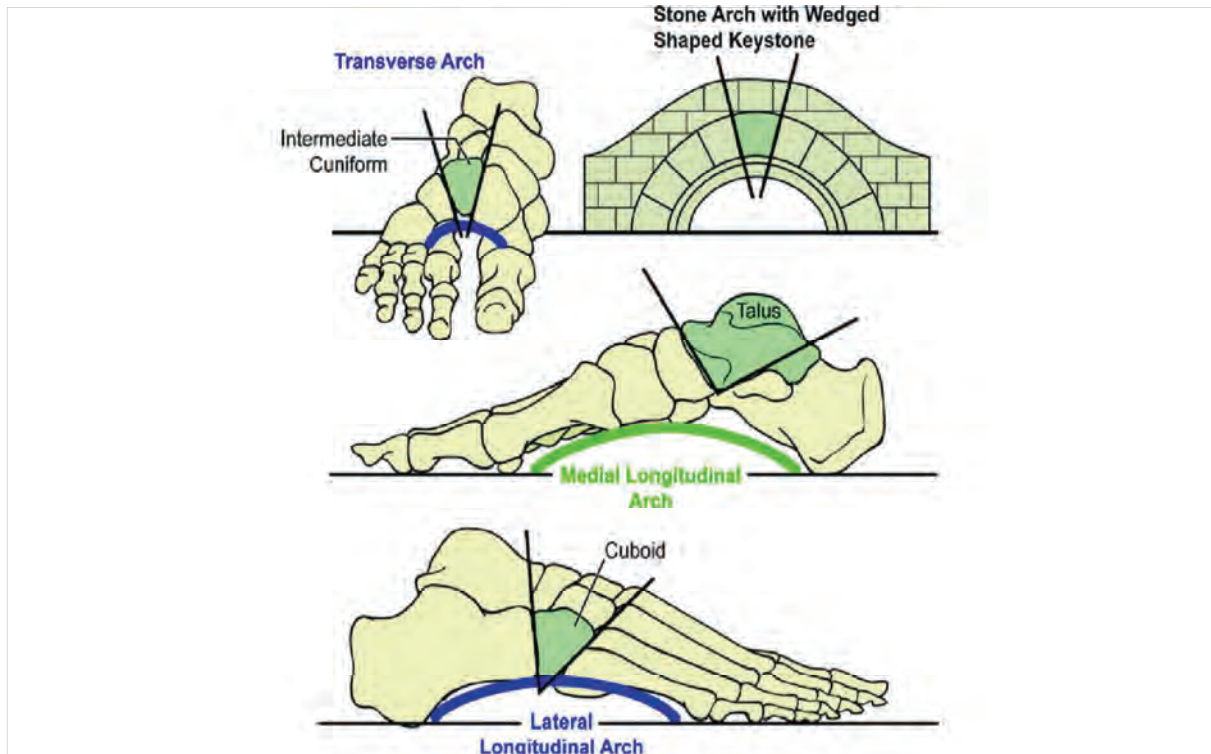 Stone Arch with Wedged
Shaped Keystone
Transverse Arch
Intermediate
Cuniform
Talus
Medial Longitudinal
Arch
Cuboid
Lateral
Longitudinal Arch